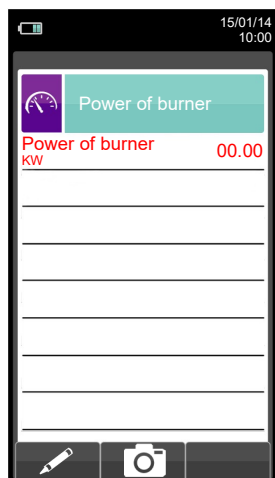 15/01/14
10:00
Power of burner
Power of burner 00.00
KW